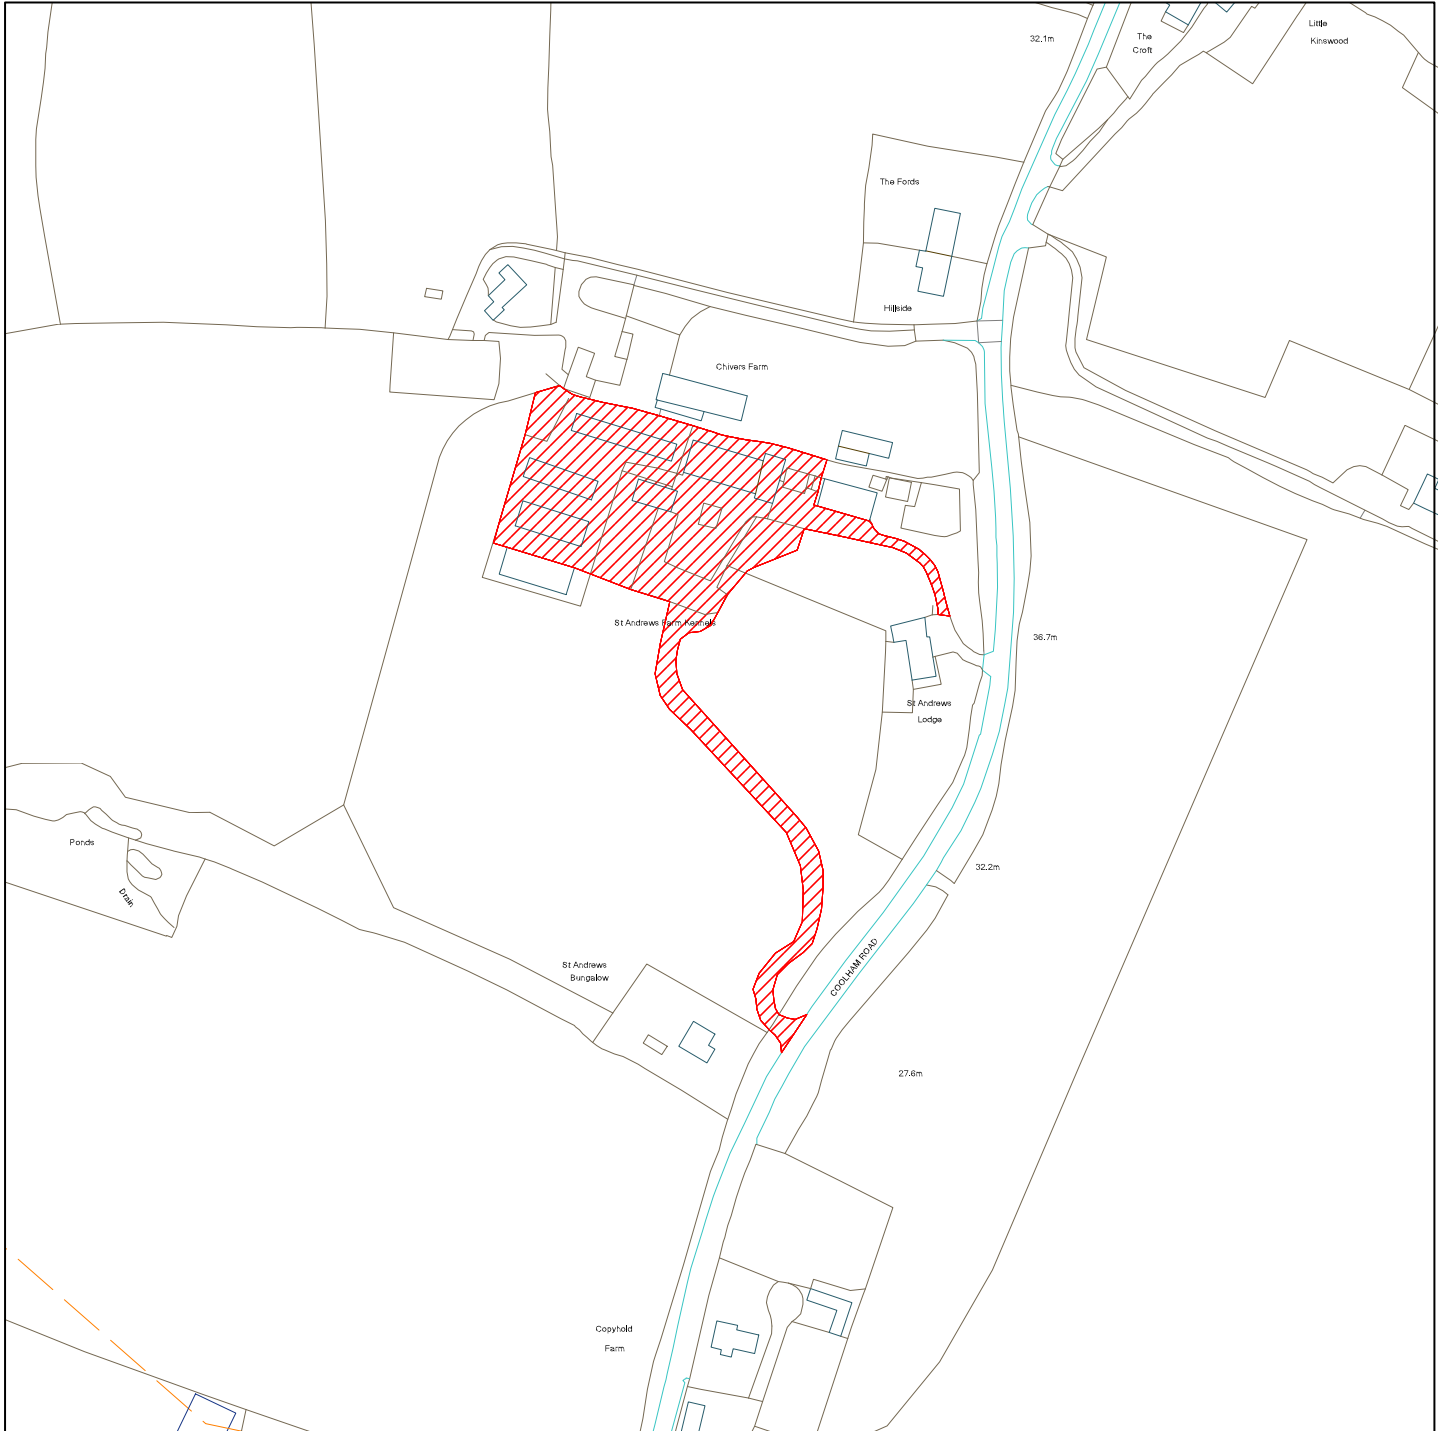 Little
Kinswood
The
Croft
32.1m
The Fords
Hillside
Chivers Farm
St Andrews Farm Kennels
36.7m
St Andrews
Lodge
Ponds
Drain
32.2m
COOLHAM ROAD
St Andrews
Bungalow
27.6m
Copyhold
Farm